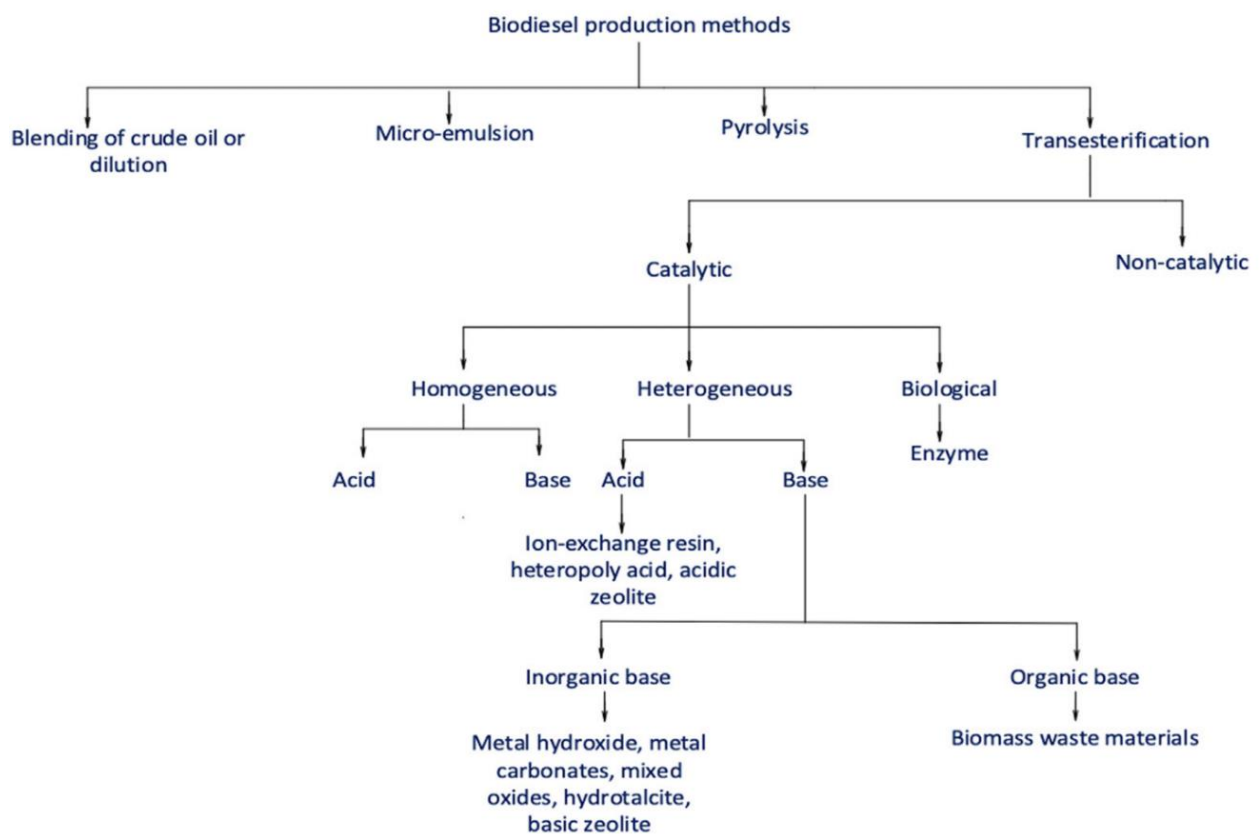 Biodiesel production methods
Blending of crude oil or
dilution
Micro-emulsion
Pyrolysis
Transesterification
Catalytic
Non-catalytic
Homogeneous
Heterogeneous
Biological
Acid
Base
Acid
Base
Enzyme
Ion-exchange resin,
heteropoly acid, acidic
zeolite
Inorganic base
Organic base
Metal hydroxide, metal
carbonates, mixed
oxides, hydrotalcite,
basic zeolite
Biomass waste materials